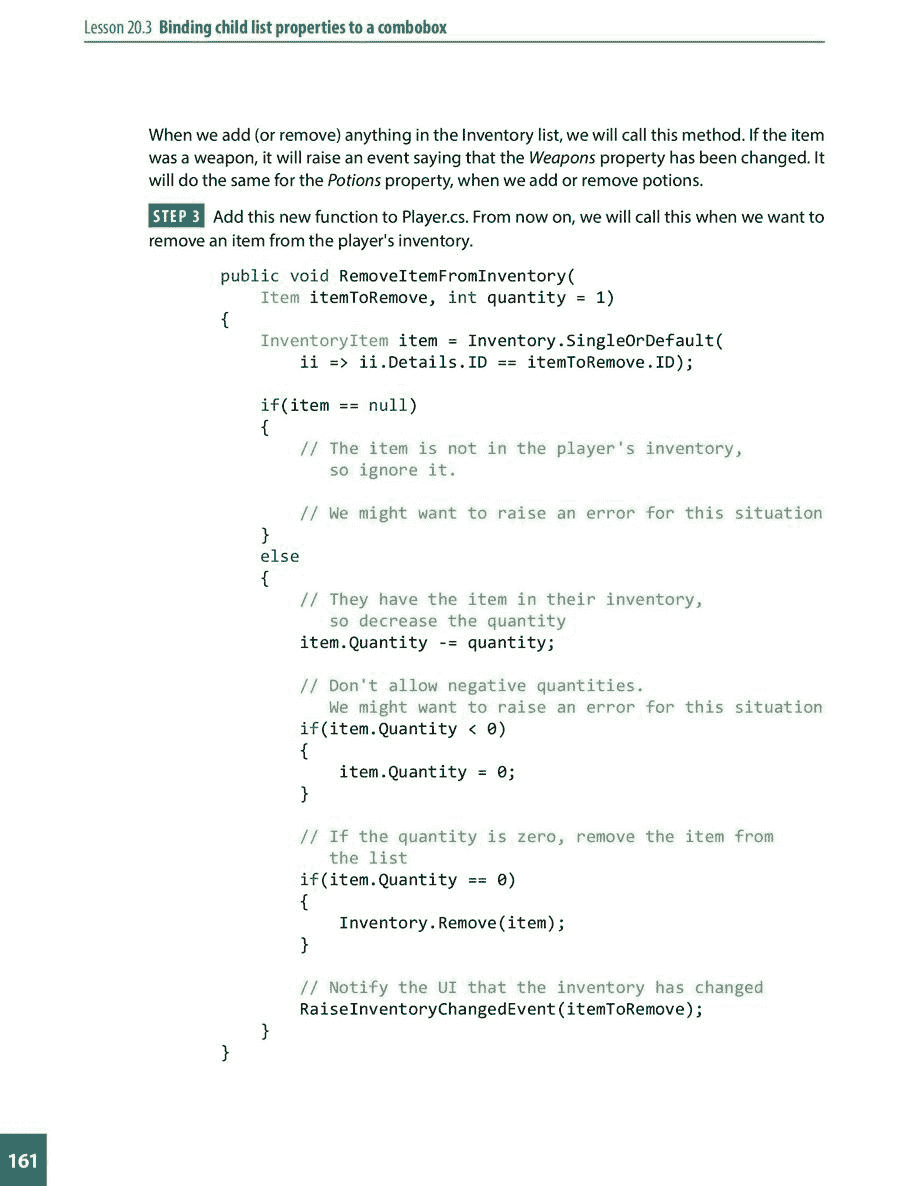 Lesson 20.3 Binding child list properties to a combobox
When we add (or remove) anything in the Inventory list, we will call this method. If the item
was a weapon, it will raise an event saying that the Weapons property has been changed. It
will do the same for the Potions property, when we add or remove potions.
STEP 3 Add this new function to Player.cs. From now on, we will call this when we want to
remove an item from the player's inventory.
public void RemoveItemFromInventory(
    Item itemToRemove, int quantity = 1)
{
    InventoryItem item = Inventory.SingleOrDefault(
        ii => ii.Details.ID == itemToRemove.ID);
    if(item == null)
    {
        // The item is not in the player's inventory,
           so ignore it.
        // We might want to raise an error for this situation
    }
    else
    {
        // They have the item in their inventory,
           so decrease the quantity
        item.Quantity -= quantity;
        // Don't allow negative quantities.
           We might want to raise an error for this situation
        if(item.Quantity < 0)
        {
            item.Quantity = 0;
        }
        // If the quantity is zero, remove the item from
           the list
        if(item.Quantity == 0)
        {
            Inventory.Remove(item);
        }
        // Notify the UI that the inventory has changed
        RaiseInventoryChangedEvent(itemToRemove);
    }
}
161